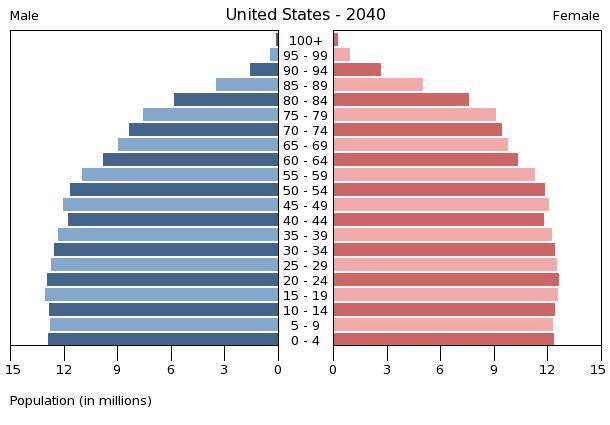 Male United States - 2040 Female
100+
95 - 99
90 - 94
85 - 89
80 - 84
75 - 79
70 - 74
65 - 69
60 - 64
55 - 59
50 - 54
45 - 49
40 - 44
35 - 39
30 - 34
25 - 29
20 - 24
15 - 19
10 - 14
5 - 9
0 - 4
15 12 9 6 3 0 0 3 6 9 12 15
Population (in millions)